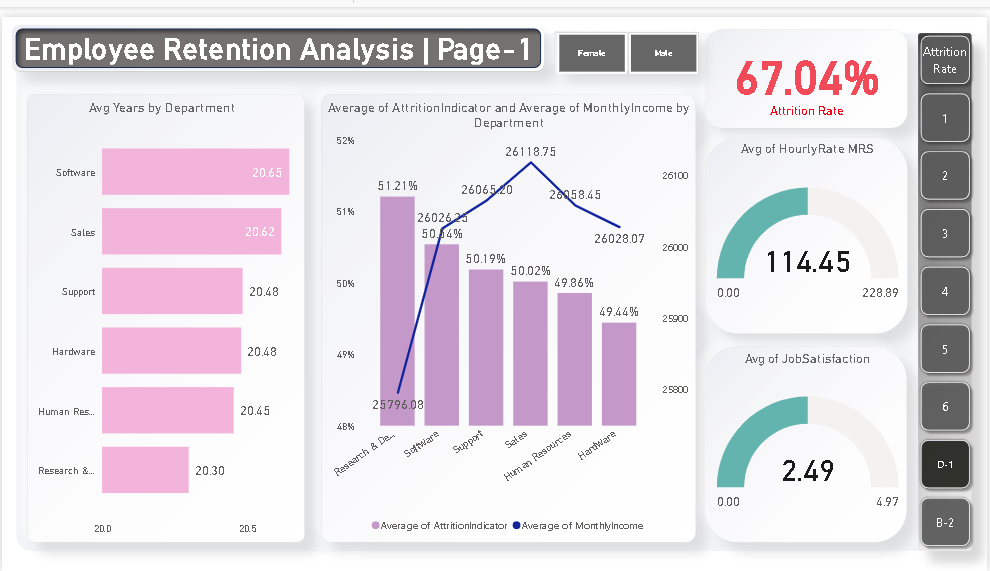 Employee Retention Analysis | Page-1
Female
Male
67.04%
Attrition Rate
Attrition
Rate
1
2
3
4
5
6
D-1
B-2
Avg Years by Department
Software
20.65
Sales
20.62
Support
20.48
Hardware
20.48
Human Res...
20.45
Research &...
20.30
20.0
20.5
Average of AttritionIndicator and Average of MonthlyIncome by
Department
52%
51%
50%
49%
48%
26100
26000
25900
25800
51.21%
50.54%
50.19%
50.02%
49.86%
49.44%
25796.08
26026.25
26065.20
26118.75
26058.45
26028.07
Research & De...
Software
Support
Sales
Human Resources
Hardware
Average of AttritionIndicator
Average of MonthlyIncome
Avg of HourlyRate MRS
114.45
0.00
228.89
Avg of JobSatisfaction
2.49
0.00
4.97